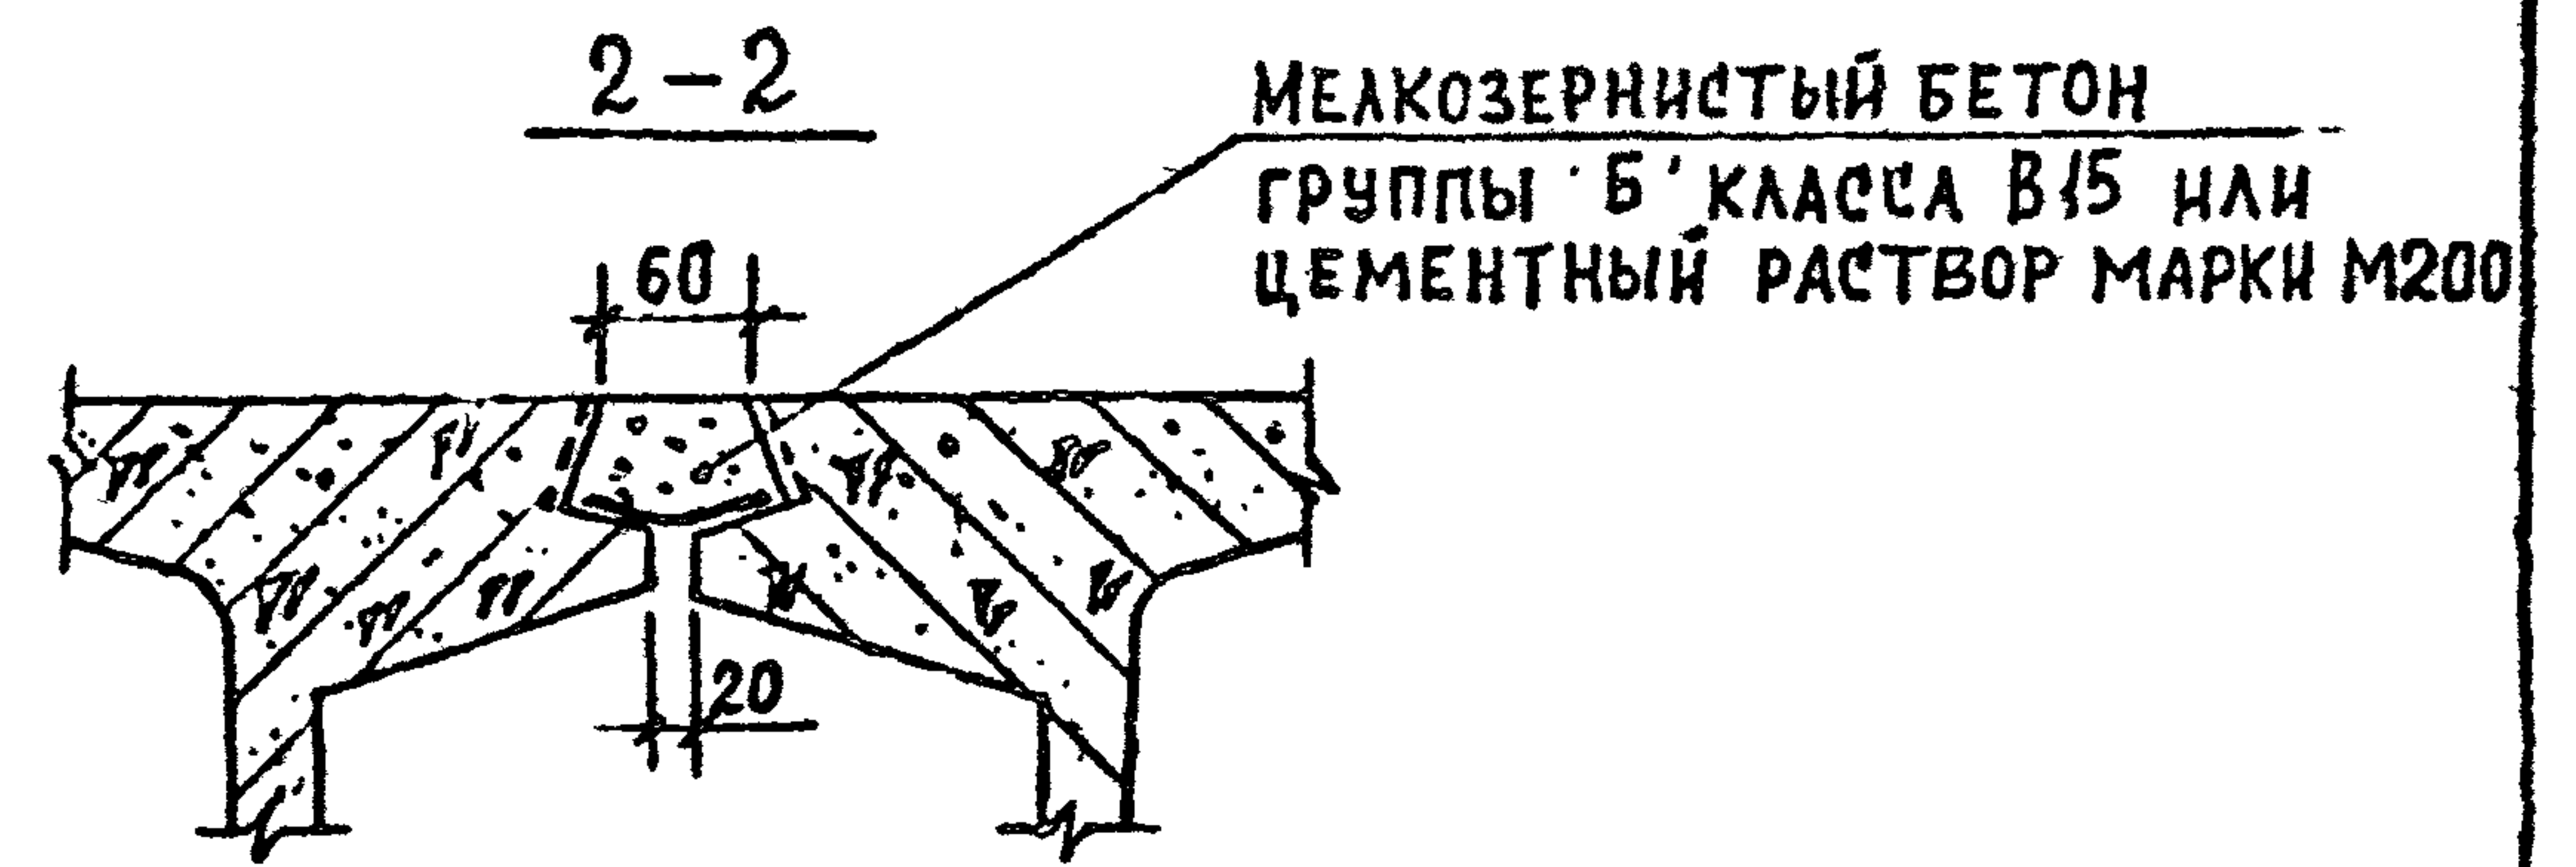 2-2
МЕЛКОЗЕРНИСТЫЙ БЕТОН
ГРУППЫ 'Б' КЛАССА В15 ИЛИ
ЦЕМЕНТНЫЙ РАСТВОР МАРКИ М200
60
20